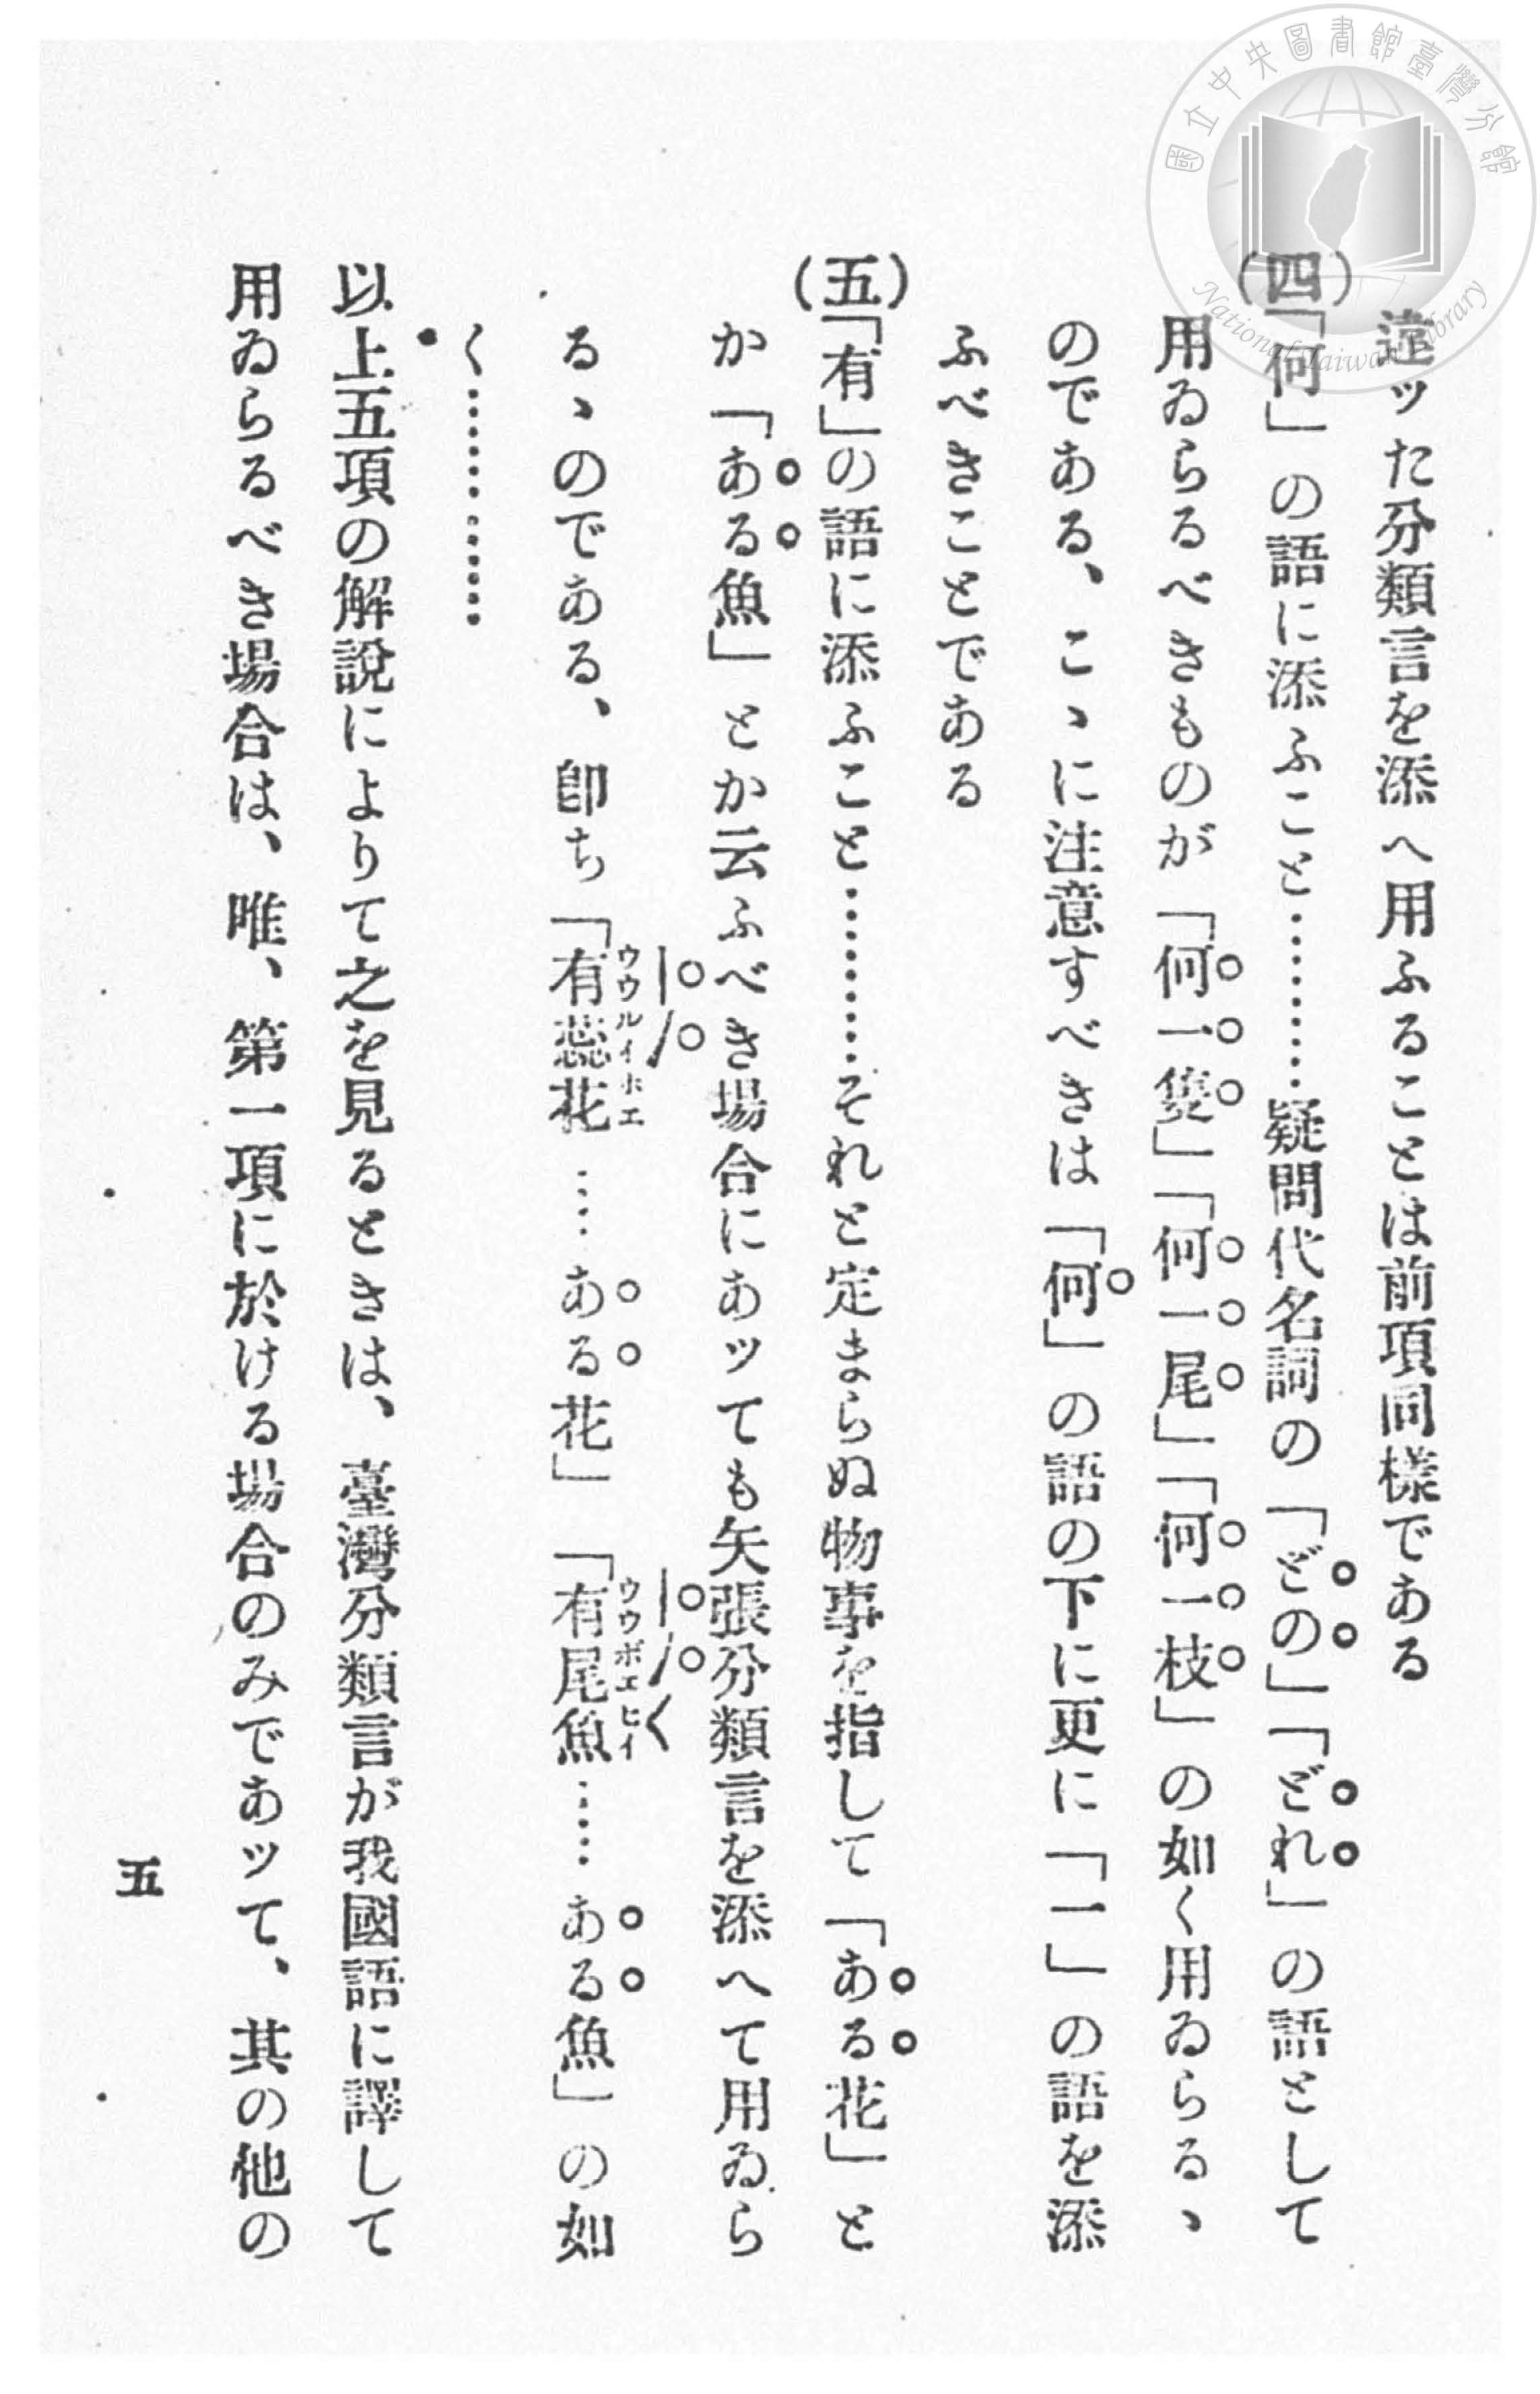 國立中央圖書館臺灣分館
National Taiwan Library
違ッた分類言を添へ用ふることは前項同樣である
(四)「何」の語に添ふこと………疑問代名詞の「どの」「どれ」の語として
用ゐらるべきものが「何一隻」「何一尾」「何一枝」の如く用ゐらるゝ
のである、こゝに注意すべきは「何」の語の下に更に「一」の語を添
ふべきことである
(五)「有」の語に添ふこと………それと定まらぬ物事を指して「ある花」と
か「ある魚」とか云ふべき場合にあッても矢張分類言を添へて用ゐら
るゝのである、卽ち「有蕊花……ある花」「有尾魚……ある魚」の如
ウウルイホエ
ウウボエヒイ
く…………
以上五項の解說によりて之を見るときは、臺灣分類言が我國語に譯して
用ゐらるべき場合は、唯、第一項に於ける場合のみであッて、其の他の
五